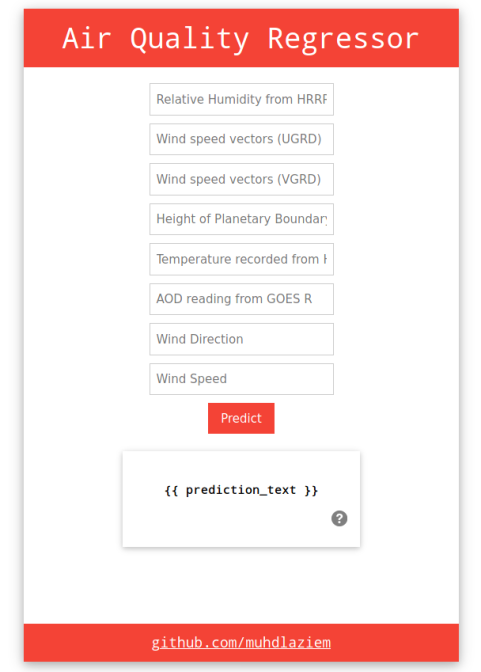 Air Quality Regressor
Relative Humidity from HRRR
Wind speed vectors (UGRD)
Wind speed vectors (VGRD)
Height of Planetary Boundary
Temperature recorded from
AOD reading from GOES R
Wind Direction
Wind Speed
Predict
{{ prediction_text }}
?
github.com/muhdlaziem